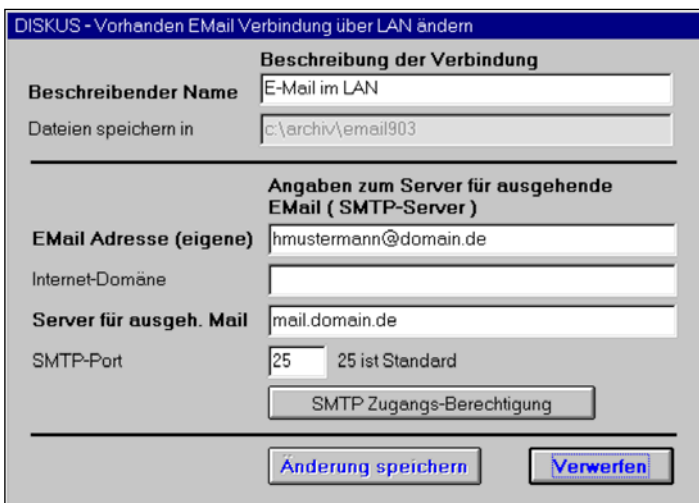 DISKUS - Vorhanden EMail Verbindung über LAN ändern
Beschreibung der Verbindung
Beschreibender Name E-Mail im LAN
Dateien speichern in c:\archiv\email903
Angaben zum Server für ausgehende
EMail ( SMTP-Server )
EMail Adresse (eigene) hmustermann@domain.de
Internet-Domäne
Server für ausgeh. Mail mail.domain.de
SMTP-Port 25 25 ist Standard
SMTP Zugangs-Berechtigung
Änderung speichern Verwerfen